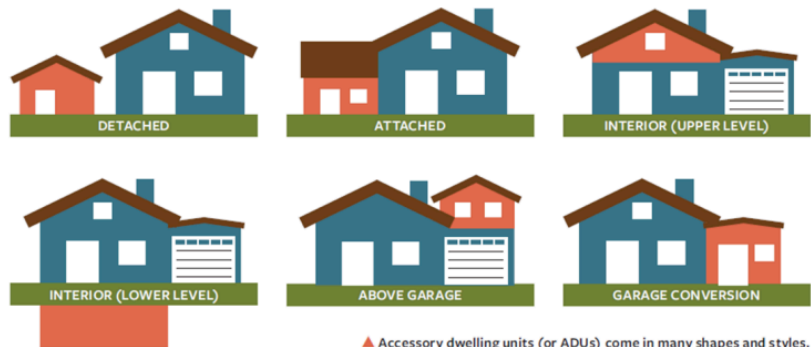 DETACHED
ATTACHED
INTERIOR (UPPER LEVEL)
INTERIOR (LOWER LEVEL)
ABOVE GARAGE
GARAGE CONVERSION
▲ Accessory dwelling units (or ADUs) come in many shapes and styles.